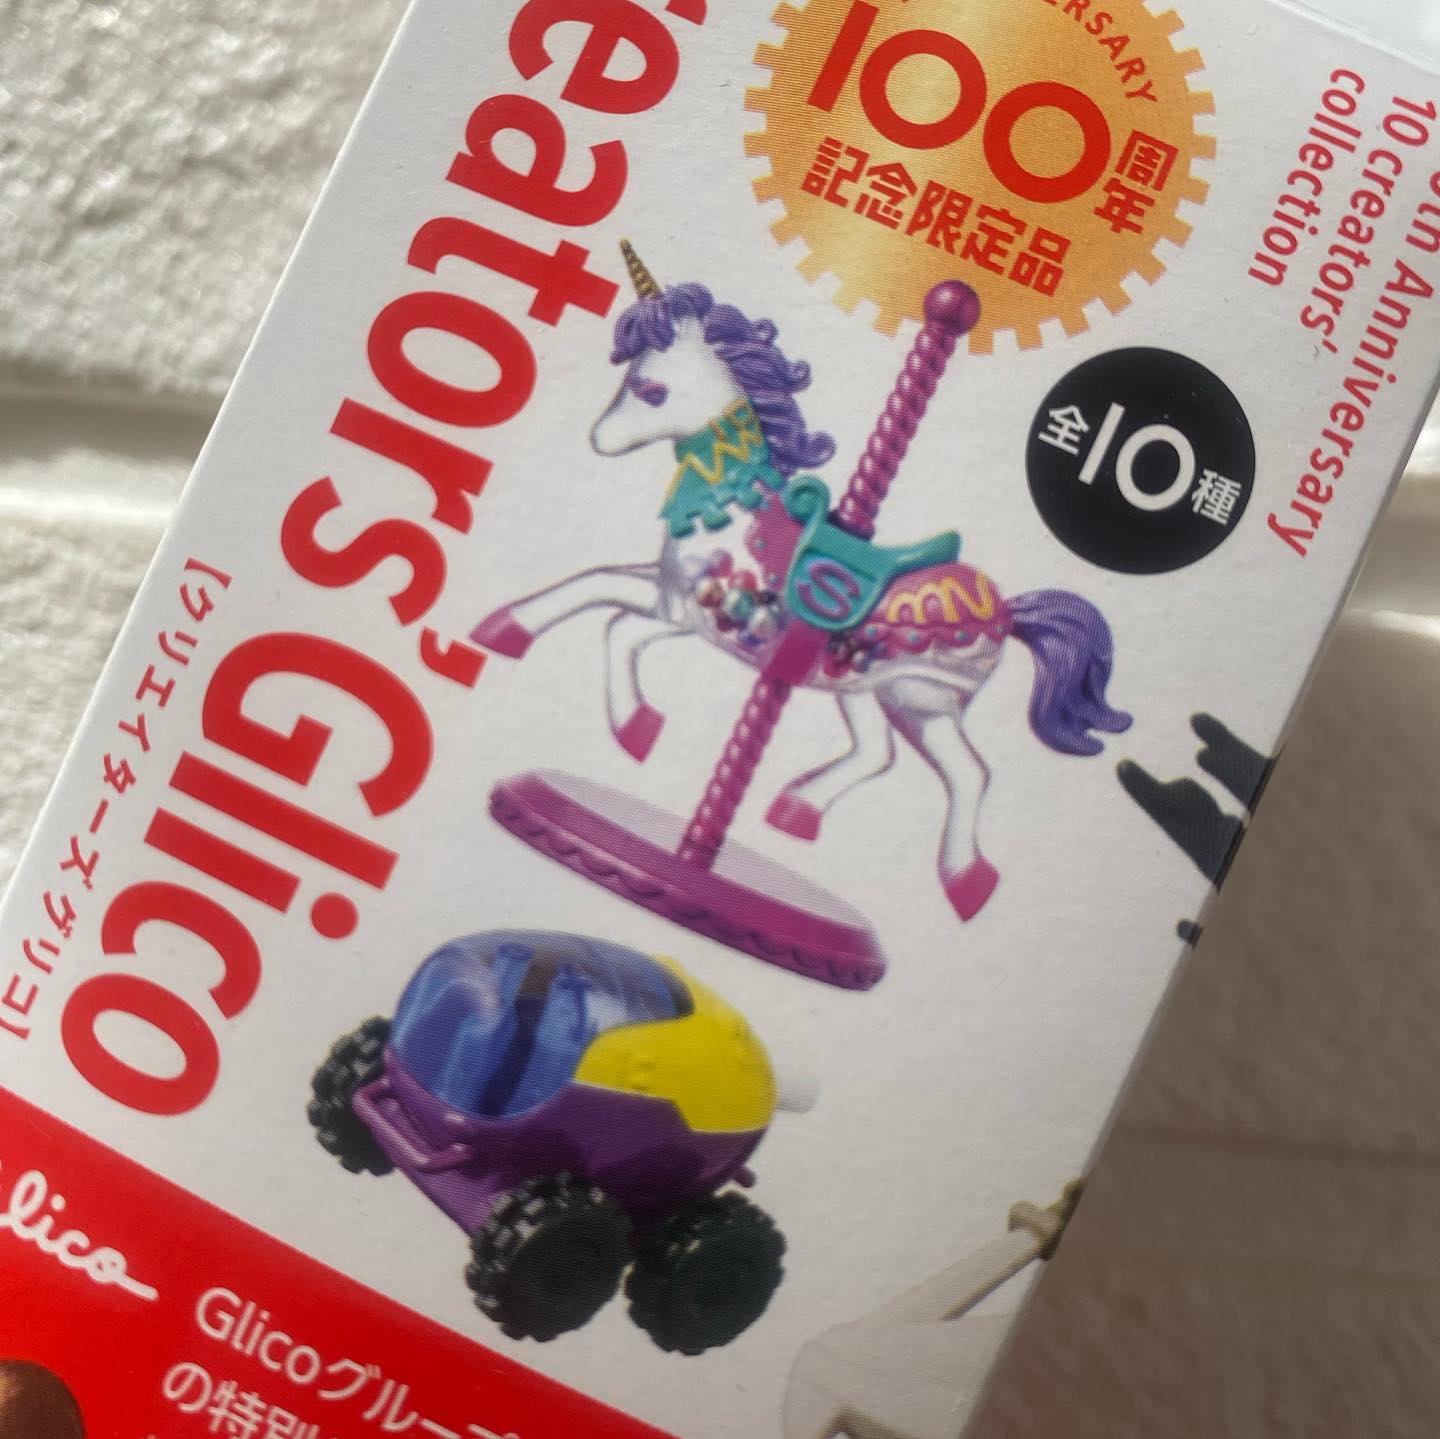 100周年
記念限定品
Anniversary
10 creators'
collection
全10種
Glico
【クリエイターズグリコ】
S
Glicoグループ
の特別